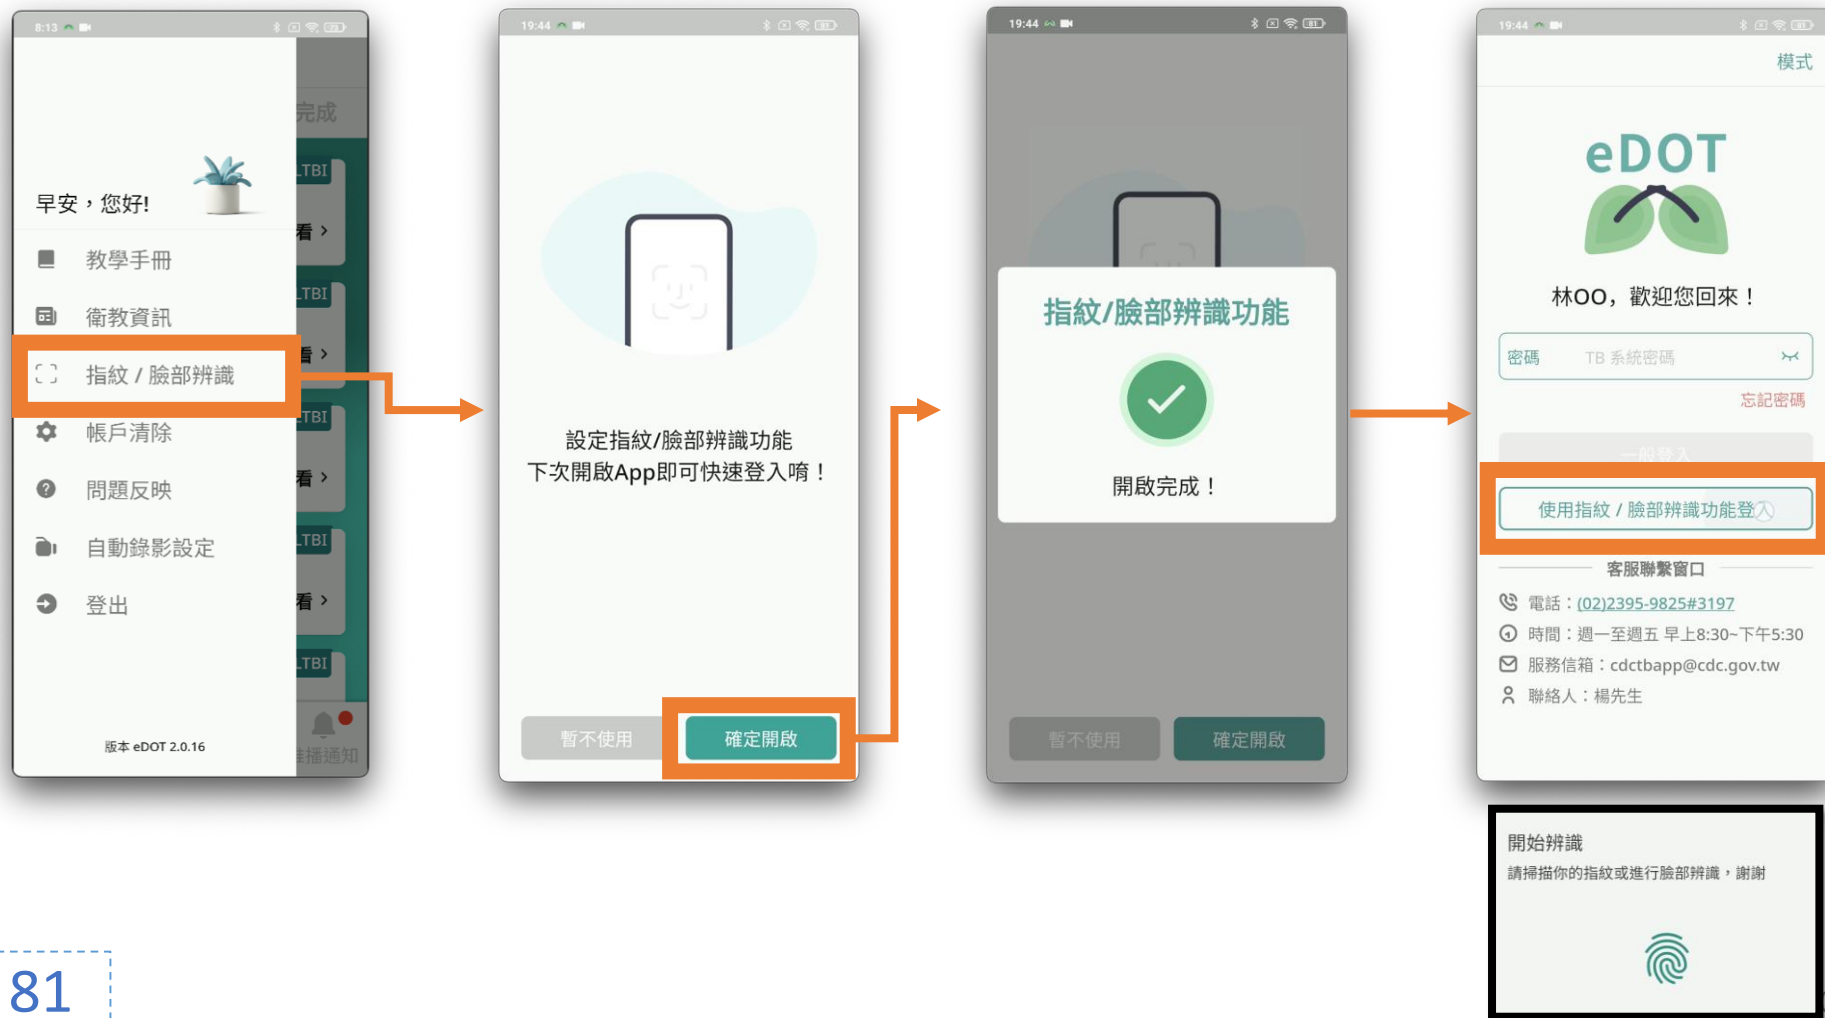 8:13
完成
LTBI
早安，您好!
看 ›
教學手冊
LTBI
衛教資訊
看 ›
指紋 / 臉部辨識
TBI
帳戶清除
看 ›
問題反映
LTBI
自動錄影設定
看 ›
登出
LTBI
版本 eDOT 2.0.16
推播通知
19:44
81
設定指紋/臉部辨識功能
下次開啟App即可快速登入唷！
暫不使用
確定開啟
19:44
81
指紋/臉部辨識功能
開啟完成！
暫不使用
確定開啟
19:44
81
模式
eDOT
林OO，歡迎您回來！
密碼
TB 系統密碼
忘記密碼
一般登入
使用指紋 / 臉部辨識功能登入
客服聯繫窗口
電話：(02)2395-9825#3197
時間：週一至週五 早上8:30~下午5:30
服務信箱：cdctbapp@cdc.gov.tw
聯絡人：楊先生
開始辨識
請掃描你的指紋或進行臉部辨識，謝謝
81